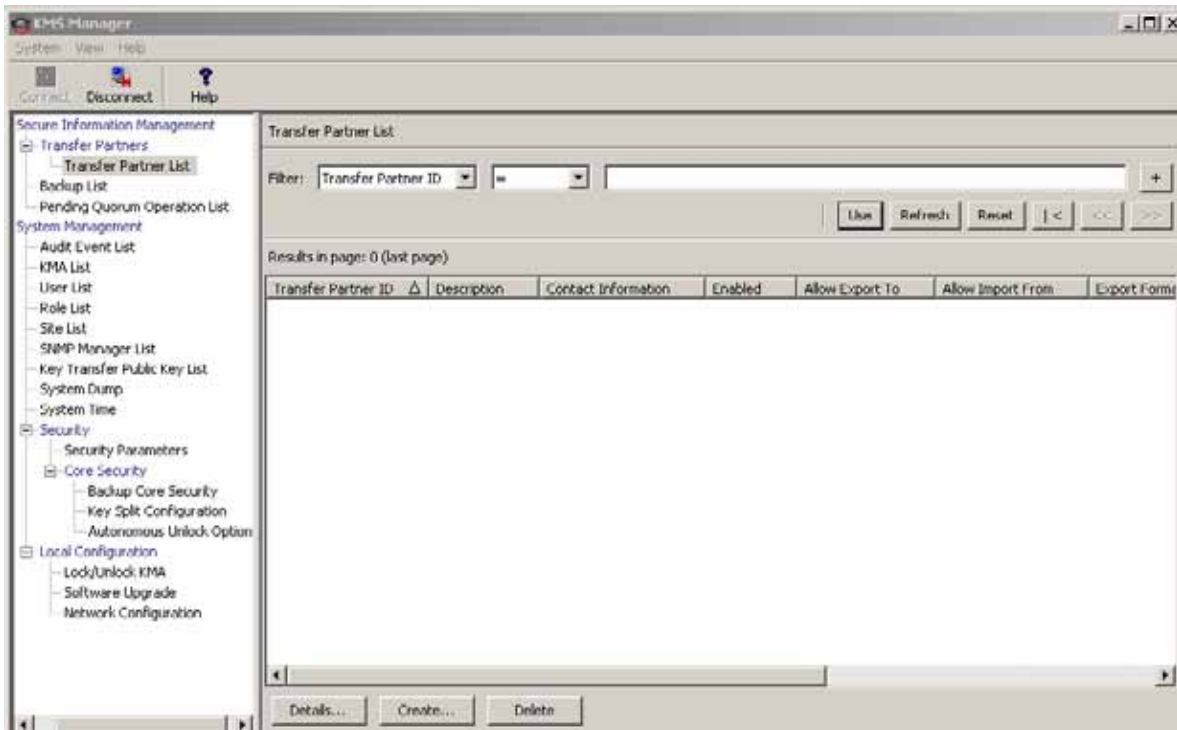 KMS Manager
System View Help
Connect Disconnect Help
Secure Information Management
Transfer Partners
Transfer Partner List
Backup List
Pending Quorum Operation List
System Management
Audit Event List
KMA List
User List
Role List
Site List
SNMP Manager List
Key Transfer Public Key List
System Dump
System Time
Security
Security Parameters
Core Security
Backup Core Security
Key Split Configuration
Autonomous Unlock Option
Local Configuration
Lock/Unlock KMA
Software Upgrade
Network Configuration
Transfer Partner List
Filter: Transfer Partner ID = +
Use Refresh Reset |< << >>
Results in page: 0 (last page)
Transfer Partner ID Description Contact Information Enabled Allow Export To Allow Import From Export Forma
Details... Create... Delete